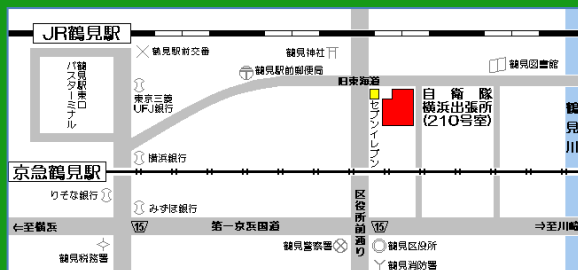 JR鶴見駅
鶴見駅東口
バスターミナル
鶴見駅前交番
鶴見神社
鶴見駅前郵便局
鶴見図書館
東京三菱
UFJ銀行
旧東海道
セブンイレブン
自衛隊
横浜出張所
(210号室)
鶴見川
横浜銀行
京急鶴見駅
りそな銀行
みずほ銀行
区役所前通り
⇐至横浜
15
第一京浜国道
15
⇒至川崎
鶴見税務署
鶴見警察署
鶴見区役所
鶴見消防署